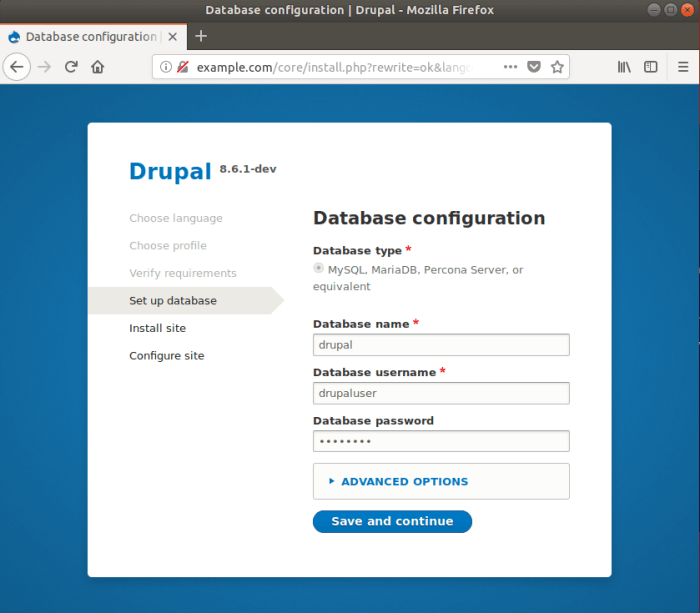 Database configuration | Drupal - Mozilla Firefox
Database configuration |
example.com/core/install.php?rewrite=ok&langc
Drupal 8.6.1-dev
Choose language
Choose profile
Verify requirements
Set up database
Install site
Configure site
Database configuration
Database type *
MySQL, MariaDB, Percona Server, or
equivalent
Database name *
drupal
Database username *
drupaluser
Database password
••••••••
ADVANCED OPTIONS
Save and continue